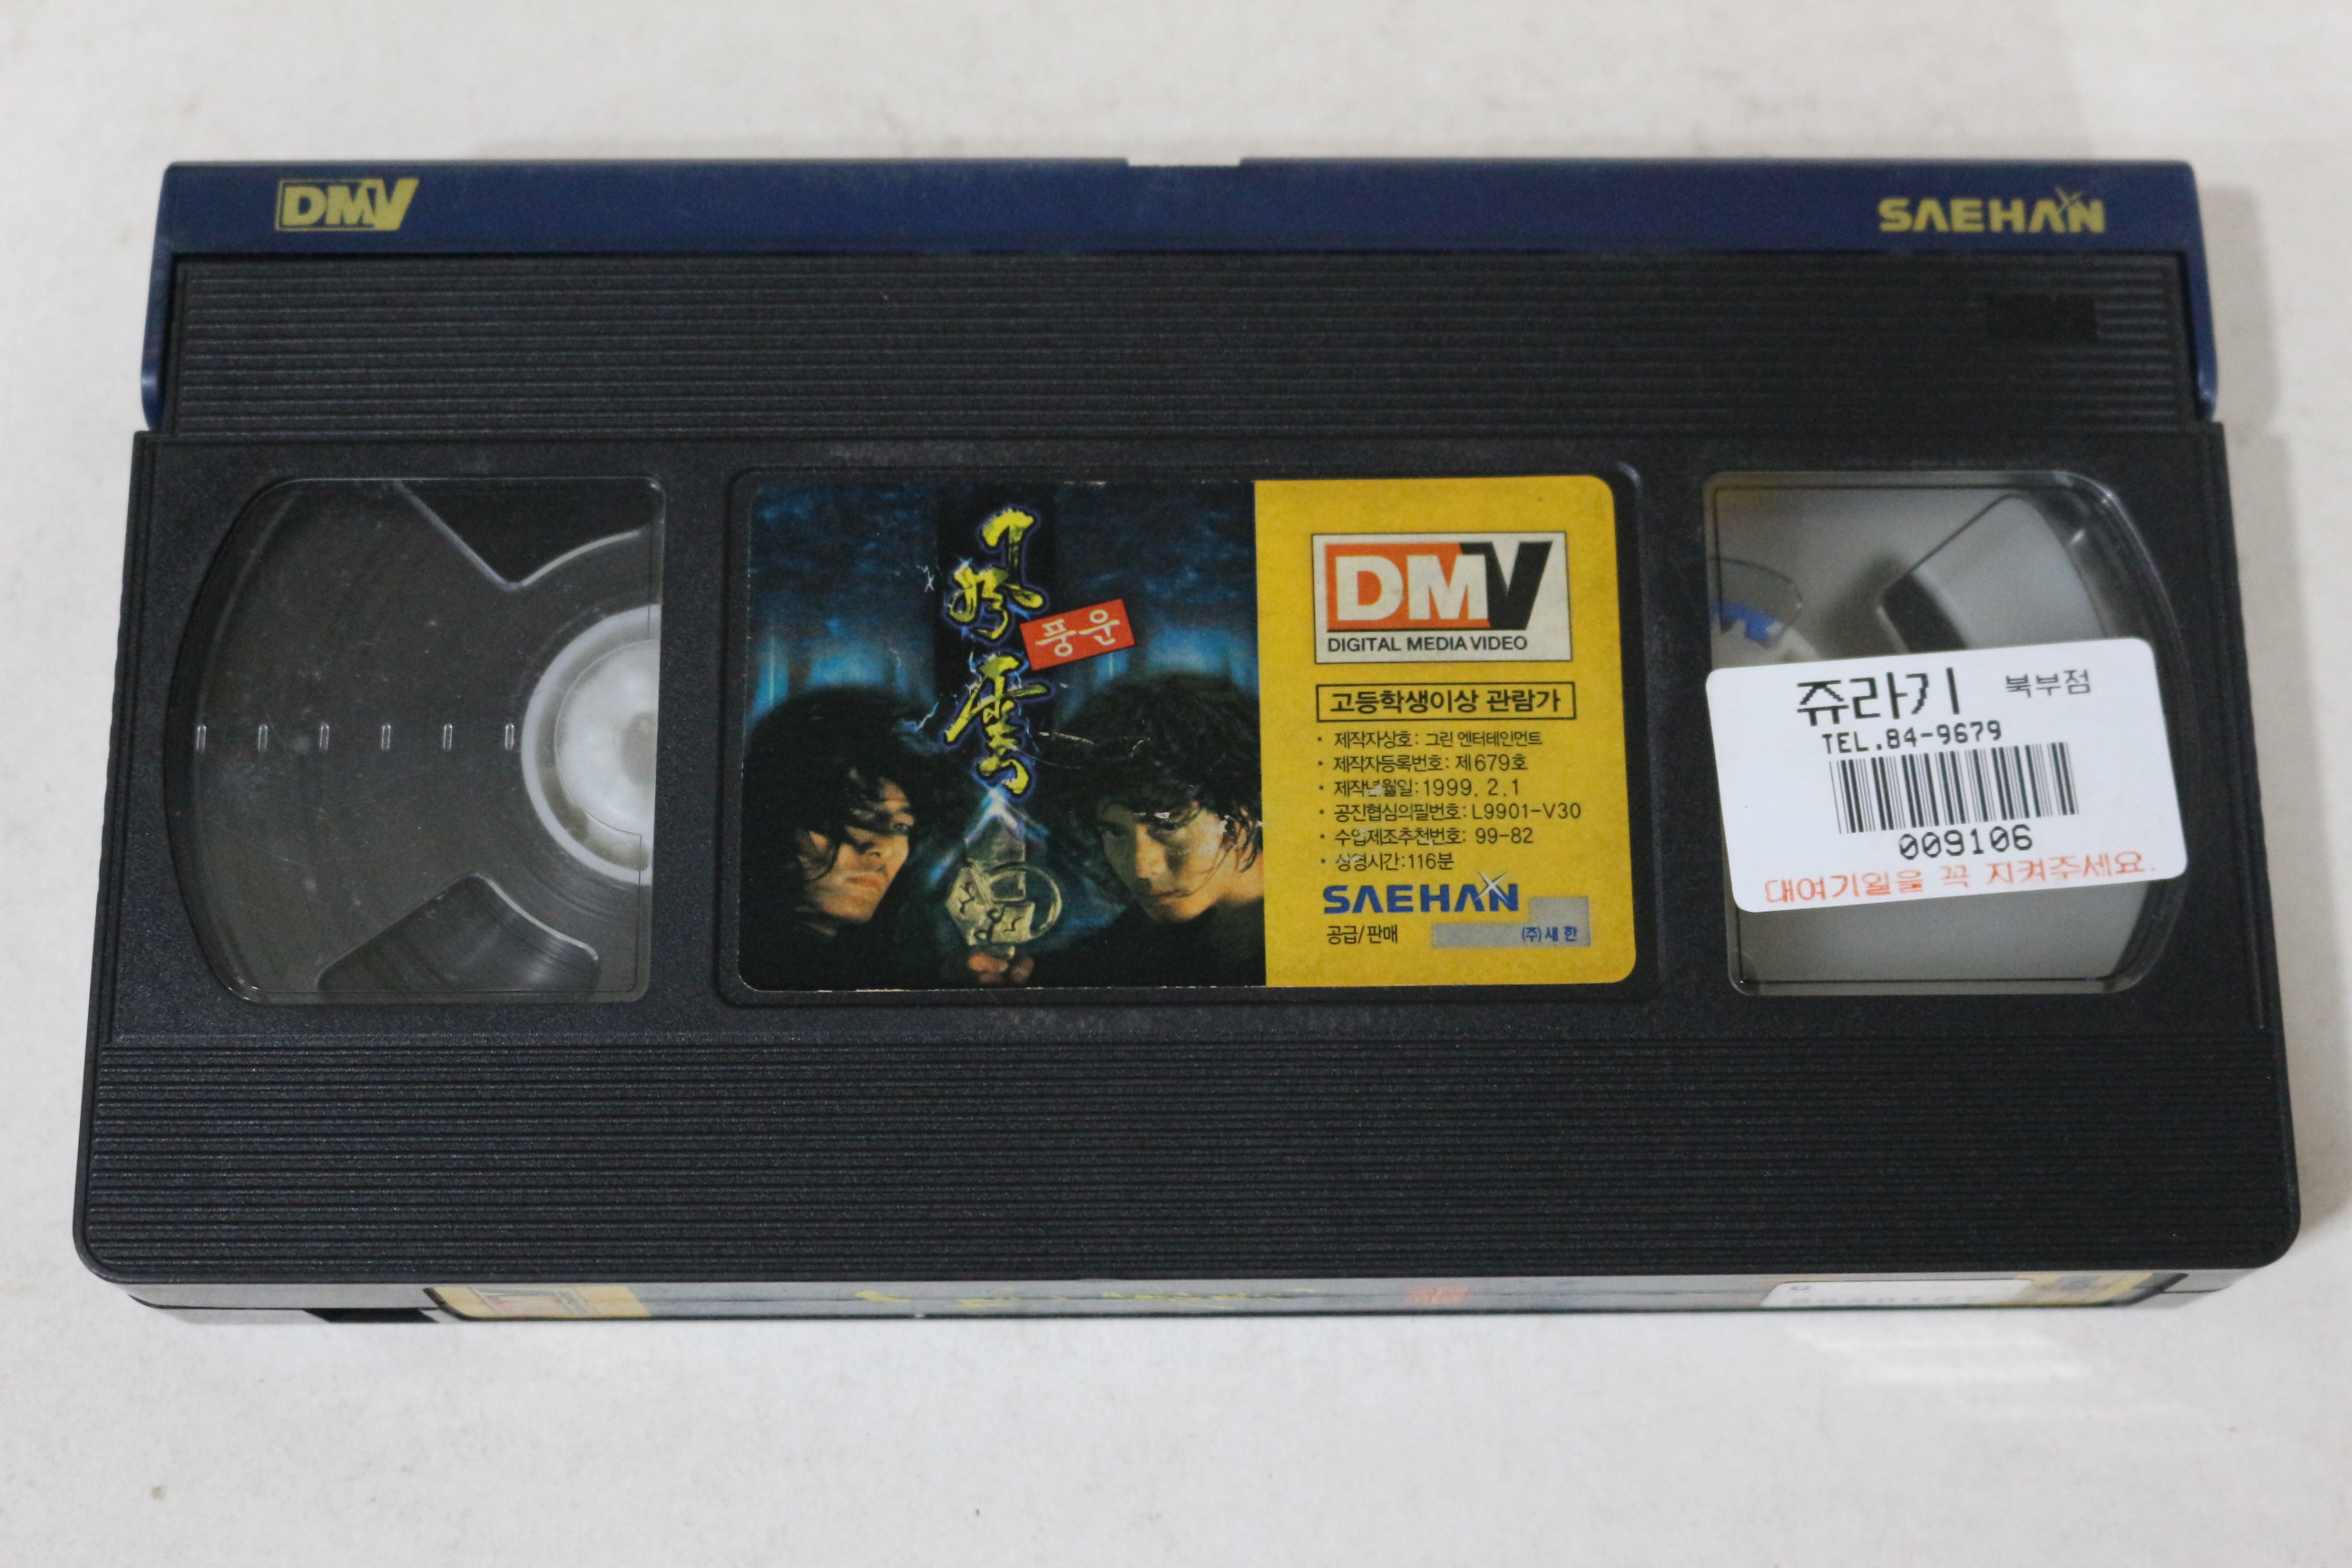 DMV
SAEHAN
風雲
풍운
DMV
DIGITAL MEDIA VIDEO
고등학생이상 관람가
· 제작자상호: 그린 엔터테인먼트
· 제작자등록번호: 제679호
· 제작년월일: 1999. 2. 1
· 공진협심의필번호: L9901-V30
· 수입제조추천번호: 99-82
· 상영시간: 116분
SAEHAN
공급/판매 (주)새한
쥬라기 북부점
TEL.84-9679
009106
대여기일을 꼭 지켜주세요.